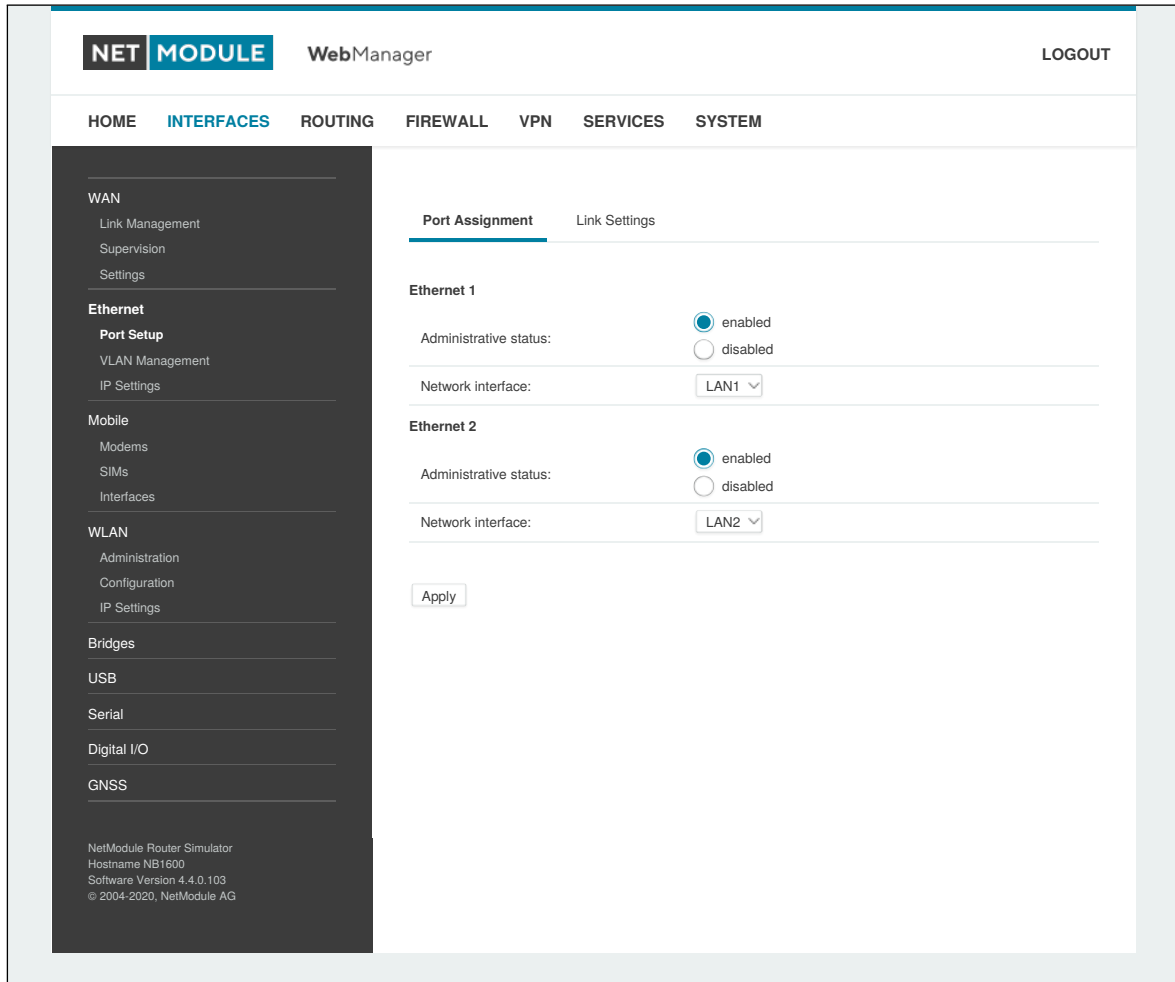 NET MODULE WebManager LOGOUT
HOME INTERFACES ROUTING FIREWALL VPN SERVICES SYSTEM
WAN
Link Management
Supervision
Settings
Ethernet
Port Setup
VLAN Management
IP Settings
Mobile
Modems
SIMs
Interfaces
WLAN
Administration
Configuration
IP Settings
Bridges
USB
Serial
Digital I/O
GNSS
NetModule Router Simulator
Hostname NB1600
Software Version 4.4.0.103
© 2004-2020, NetModule AG
Port Assignment Link Settings
Ethernet 1
Administrative status:
enabled
disabled
Network interface: LAN1
Ethernet 2
Administrative status:
enabled
disabled
Network interface: LAN2
Apply